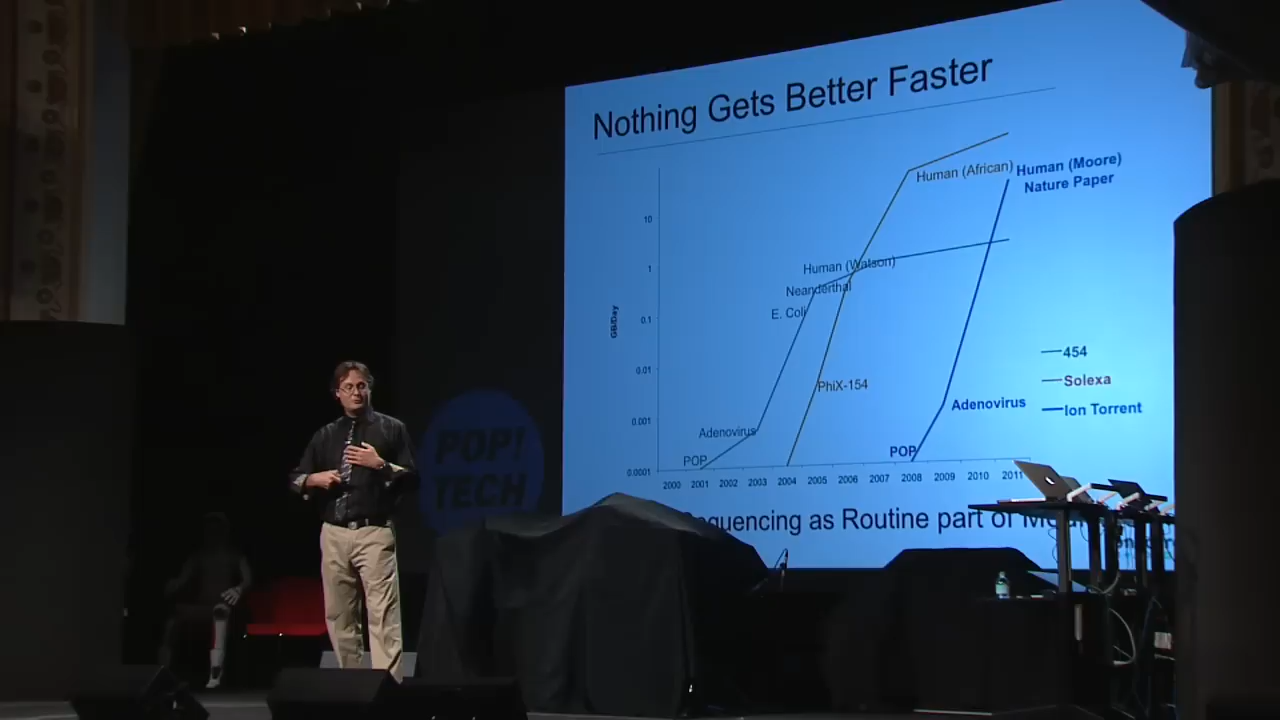 Nothing Gets Better Faster
Human (African)
Human (Moore)
Nature Paper
10
Human (Watson)
1
Neanderthal
E. Coli
GB/Day
0.1
454
0.01
PhiX-154
Solexa
Adenovirus
Ion Torrent
0.001
Adenovirus
POP
POP
0.0001
2000 2001 2002 2003 2004 2005 2006 2007 2008 2009 2010 2011
as Routine part of
POP!
TECH